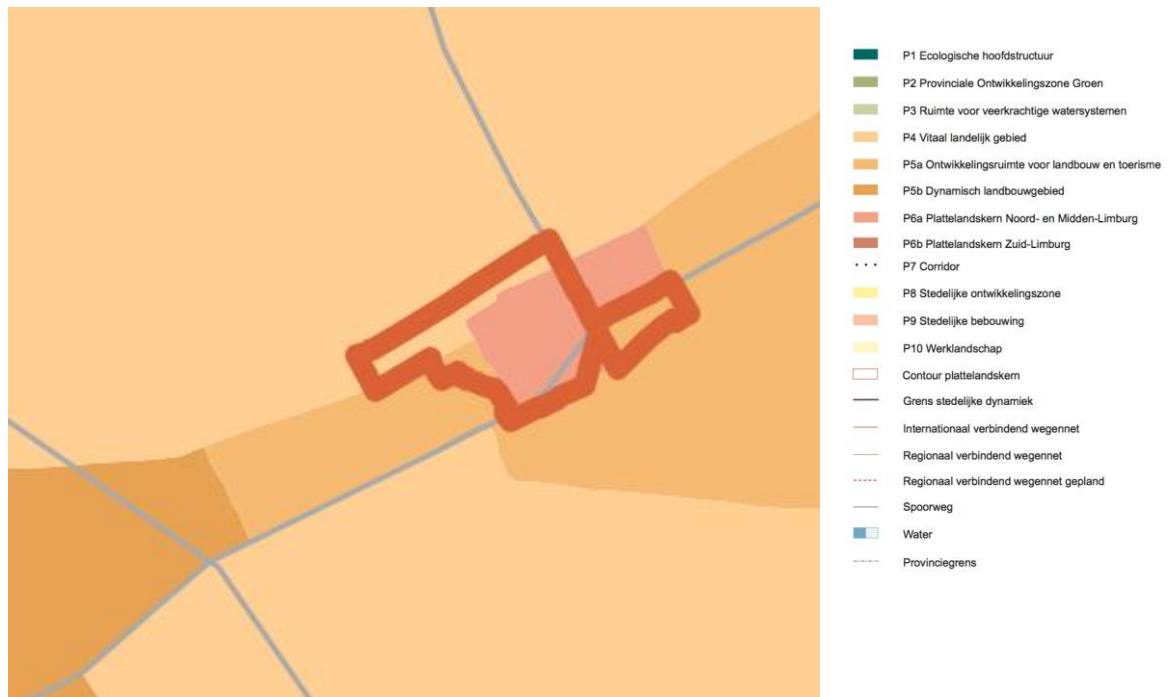 P1 Ecologische hoofdstructuur
P2 Provinciale Ontwikkelingszone Groen
P3 Ruimte voor veerkrachtige watersystemen
P4 Vitaal landelijk gebied
P5a Ontwikkelingsruimte voor landbouw en toerisme
P5b Dynamisch landbouwgebied
P6a Plattelandskern Noord- en Midden-Limburg
P6b Plattelandskern Zuid-Limburg
P7 Corridor
P8 Stedelijke ontwikkelingszone
P9 Stedelijke bebouwing
P10 Werklandschap
Contour plattelandskern
Grens stedelijke dynamiek
Internationaal verbindend wegennet
Regionaal verbindend wegennet
Regionaal verbindend wegennet gepland
Spoorweg
Water
Provinciegrens